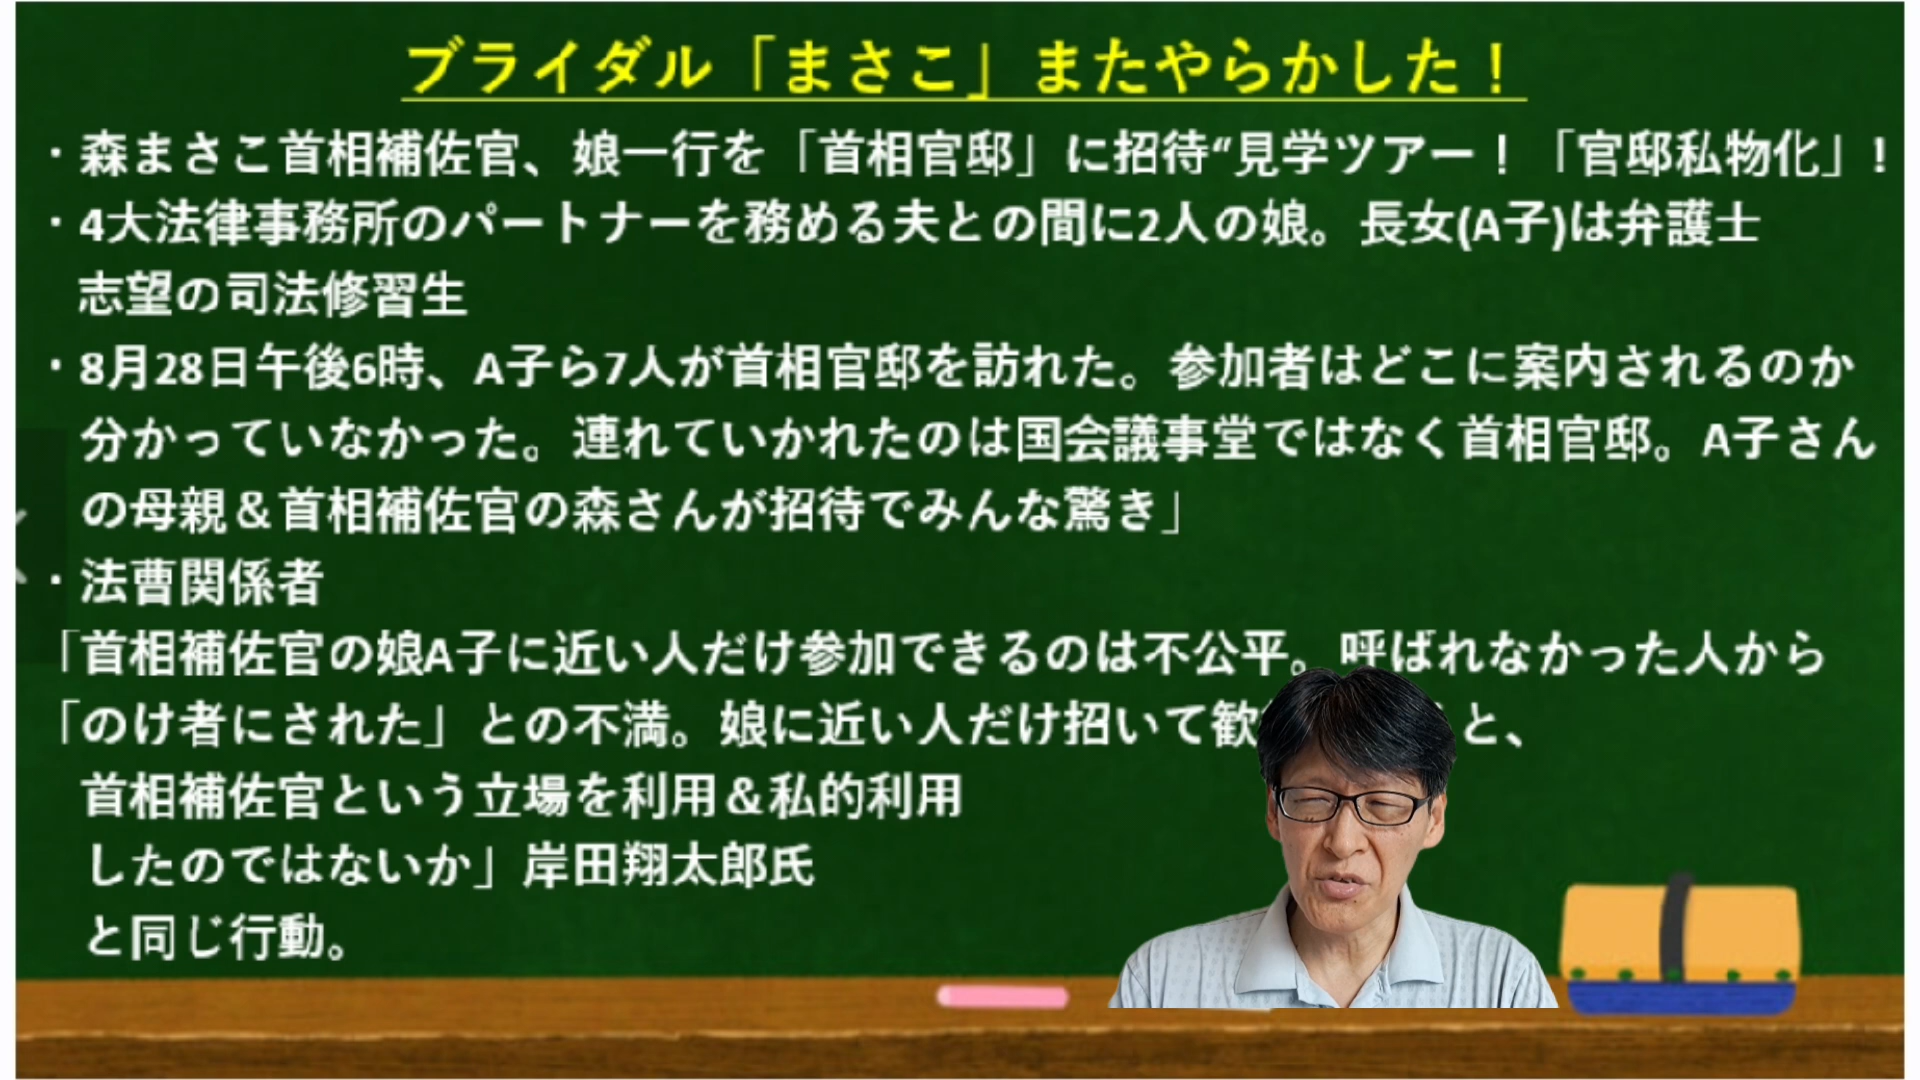 ブライダル「まさこ」またやらかした！
・森まさこ首相補佐官、娘一行を「首相官邸」に招待“見学ツアー！「官邸私物化」!
・4大法律事務所のパートナーを務める夫との間に2人の娘。長女(A子)は弁護士
志望の司法修習生
・8月28日午後6時、A子ら7人が首相官邸を訪れた。参加者はどこに案内されるのか
分かっていなかった。連れていかれたのは国会議事堂ではなく首相官邸。A子さん
の母親＆首相補佐官の森さんが招待でみんな驚き」
・法曹関係者
「首相補佐官の娘A子に近い人だけ参加できるのは不公平。呼ばれなかった人から
「のけ者にされた」との不満。娘に近い人だけ招いて歓 と、
首相補佐官という立場を利用＆私的利用
したのではないか」岸田翔太郎氏
と同じ行動。